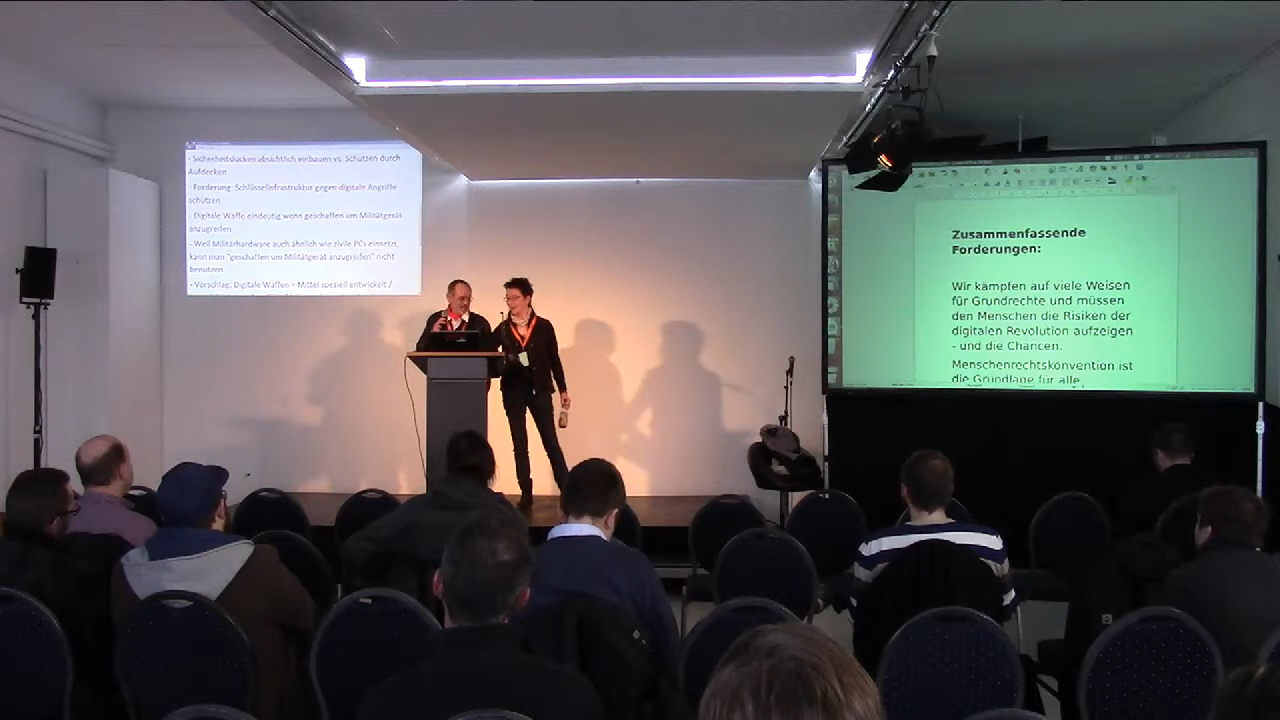 - Sicherheitslücken absichtlich einbauen vs. Schützen durch
Aufdecken
- Forderung: Schlüsselinfrastruktur gegen digitale Angriffe
schützen
- Digitale Waffe eindeutig wenn geschaffen um Militätgerät
anzugreifen
- Weil Militärhardware auch ähnlich wie zivile PCs einsetzt,
kann man "geschaffen um Militätgerät anzugreifen" nicht
benutzen
- Vorschlag: Digitale Waffen – Mittel speziell entwickelt /
Zusammenfassende
Forderungen:
Wir kämpfen auf viele Weisen
für Grundrechte und müssen
den Menschen die Risiken der
digitalen Revolution aufzeigen
- und die Chancen.
Menschenrechtskonvention ist
die Grundlage für alle